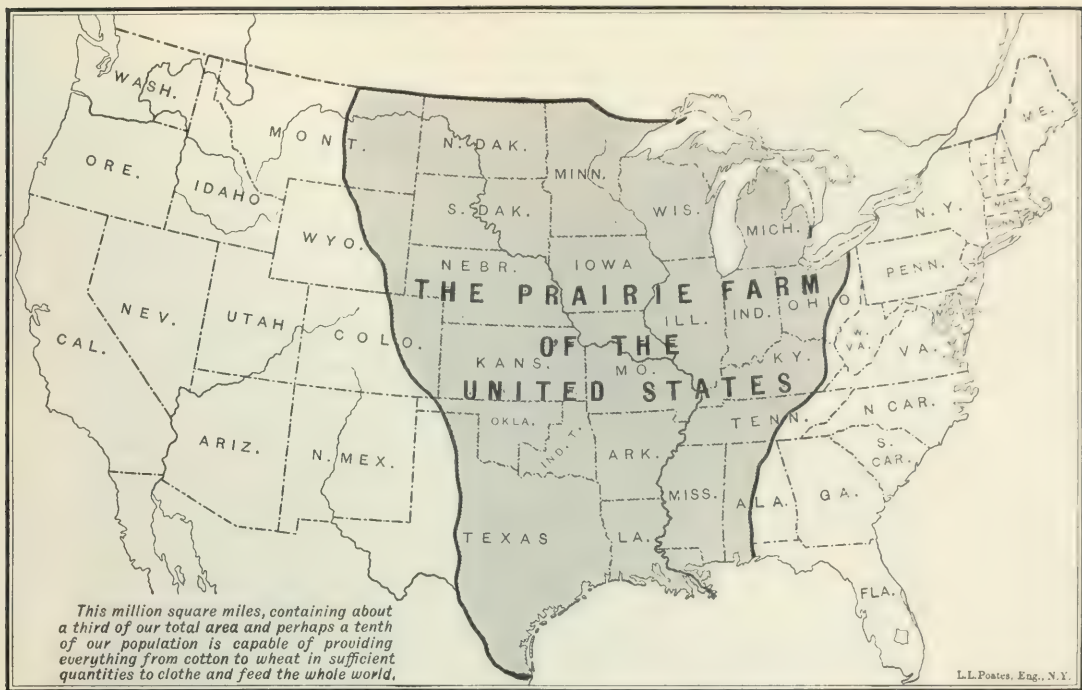 WASH.
MONT.
N. DAK.
MINN.
ME.
ORE.
IDAHO
S. DAK.
WIS.
MICH.
N.Y.
MASS.
WYO.
NEBR.
IOWA
PENN.
THE PRAIRIE FARM
NEV.
UTAH
COLO.
ILL.
IND.
OHIO
W. 
VA.
VA.
CAL.
KANS.
OF THE
MO.
KY.
UNITED STATES
ARIZ.
N. MEX.
OKLA.
IND. T.
ARK.
TENN.
N CAR.
S.
CAR.
MISS.
ALA.
GA.
TEXAS
LA.
FLA.
This million square miles, containing about
a third of our total area and perhaps a tenth
of our population is capable of providing
everything from cotton to wheat in sufficient
quantities to clothe and feed the whole world.
L.L.Poates, Eng., N.Y.